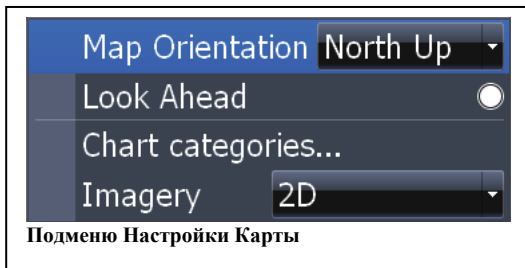 Map Orientation North Up
Look Ahead
Chart categories...
Imagery 2D
Подменю Настройки Карты